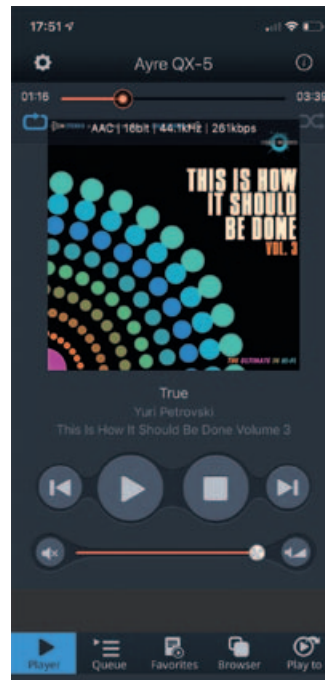 17:51
Ayre QX-5
01:16
03:39
AAC | 16bit | 44.1kHz | 261kbps
THIS IS HOW
IT SHOULD
BE DONE
VOL. 3
THE ULTIMATE IN HI-FI
True
Yuri Petrovski
This Is How It Should Be Done Volume 3
Player
Queue
Favorites
Browser
Play to